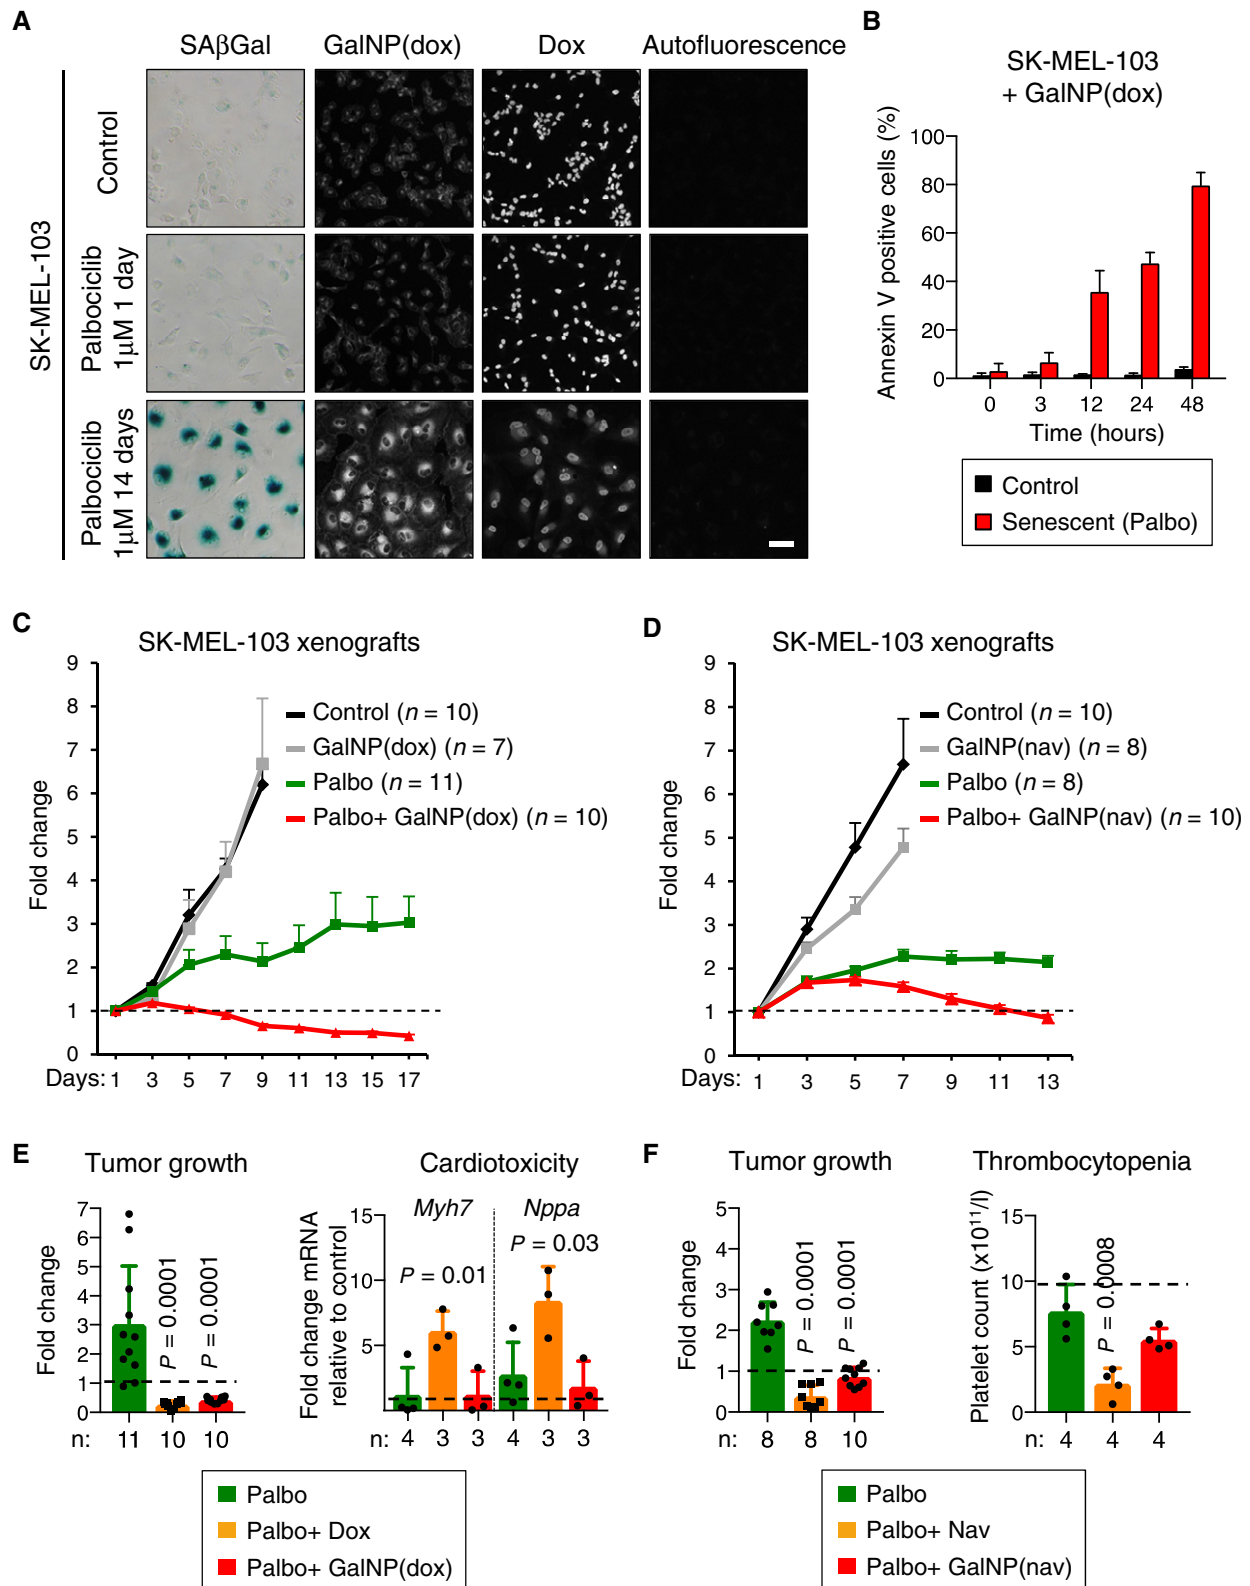 A
SAβGal
GalNP(dox)
Dox
Autofluorescence
SK-MEL-103
Control
Palbociclib
1μM 1 day
Palbociclib
1μM 14 days
B
SK-MEL-103
+ GalNP(dox)
Annexin V positive cells (%)
100
80
60
40
20
0
0 3 12 24 48
Time (hours)
Control
Senescent (Palbo)
C
SK-MEL-103 xenografts
Fold change
9
8
7
6
5
4
3
2
1
0
Control (n = 10)
GalNP(dox) (n = 7)
Palbo (n = 11)
Palbo+ GalNP(dox) (n = 10)
Days: 1 3 5 7 9 11 13 15 17
D
SK-MEL-103 xenografts
Fold change
9
8
7
6
5
4
3
2
1
0
Control (n = 10)
GalNP(nav) (n = 8)
Palbo (n = 8)
Palbo+ GalNP(nav) (n = 10)
Days: 1 3 5 7 9 11 13
E
Tumor growth
Fold change
7
6
5
4
3
2
1
0
P = 0.0001
P = 0.0001
n: 11 10 10
Cardiotoxicity
Fold change mRNA
relative to control
15
10
5
Myh7
Nppa
P = 0.01
P = 0.03
n: 4 3 3 4 3 3
Palbo
Palbo+ Dox
Palbo+ GalNP(dox)
F
Tumor growth
Fold change
5
4
3
2
1
0
P = 0.0001
P = 0.0001
n: 8 8 10
Thrombocytopenia
Platelet count (x10¹¹/l)
15
10
5
0
P = 0.0008
n: 4 4 4
Palbo
Palbo+ Nav
Palbo+ GalNP(nav)